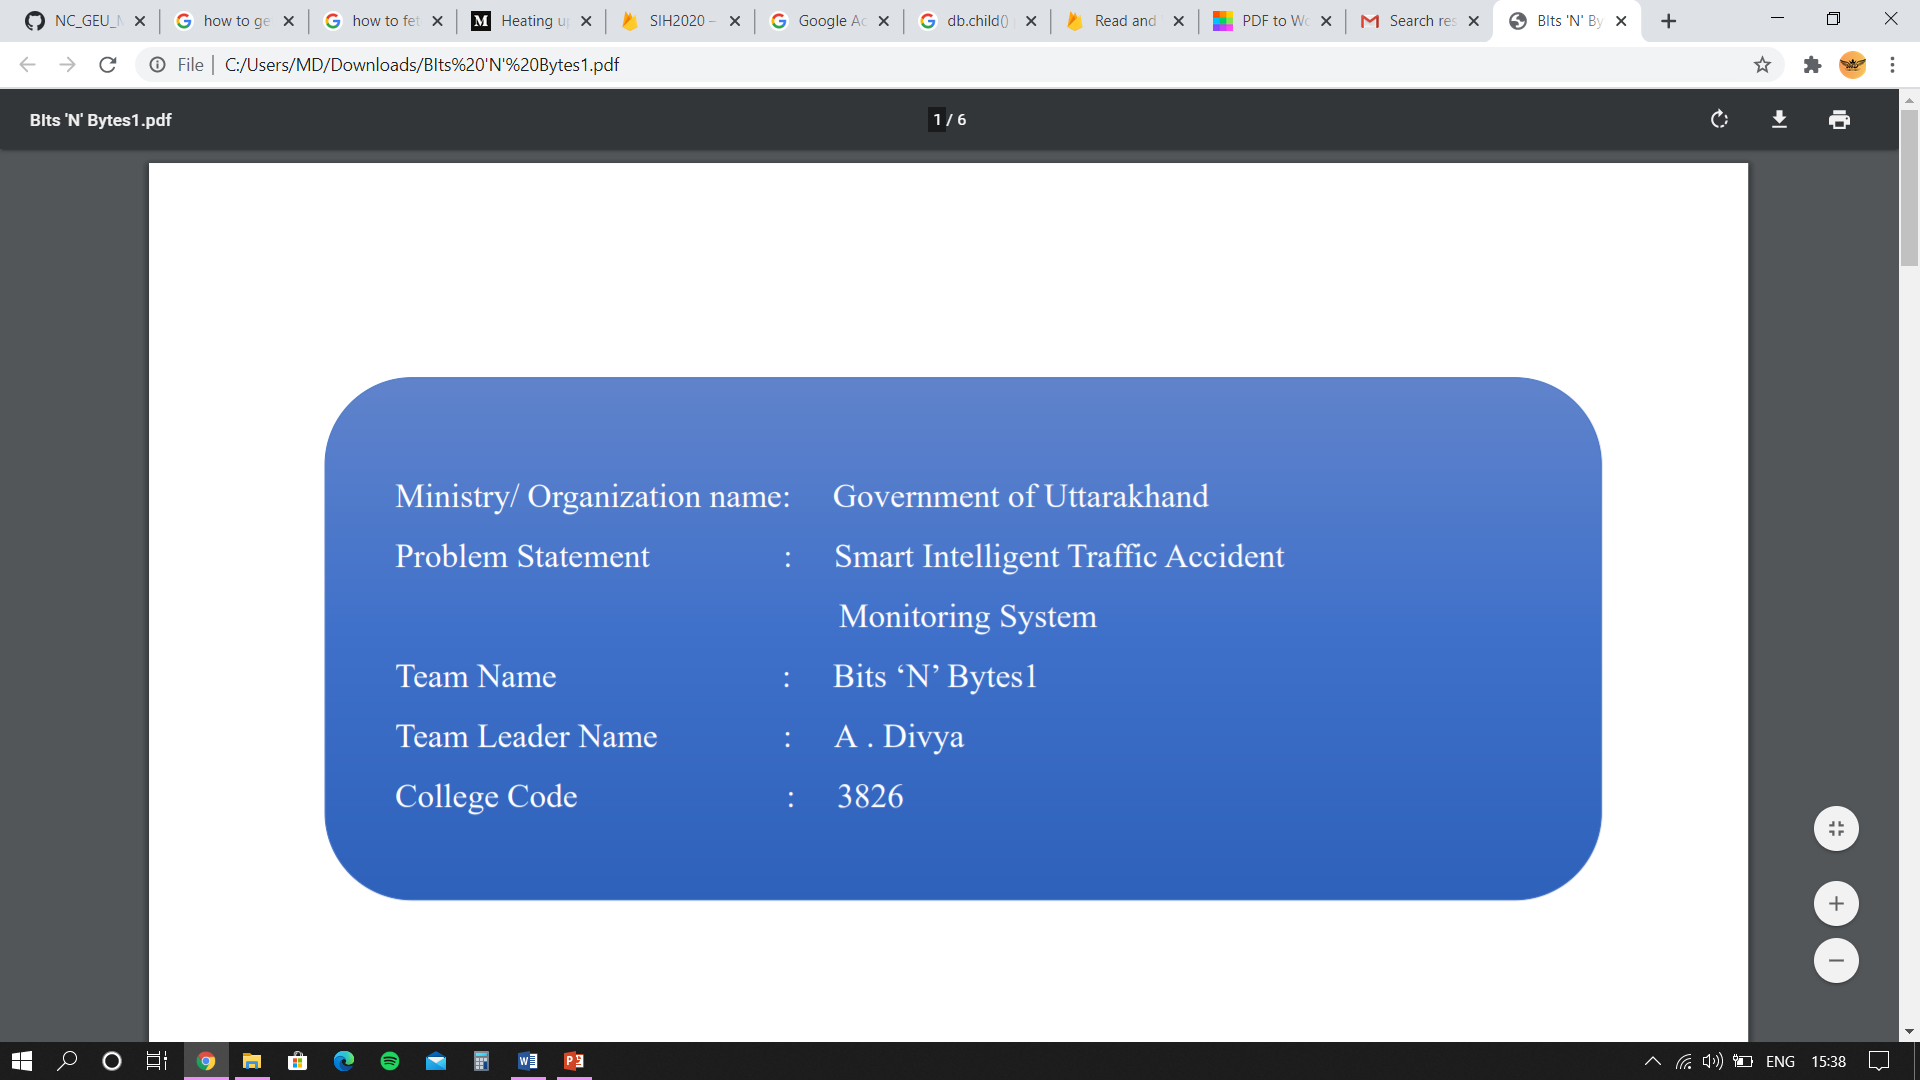 NC_GEU_
how to ge
how to fet
Heating u
SIH2020 –
Google Ac
db.child()
Read and
PDF to Wo
Search res
BIts 'N' By
File
C:/Users/MD/Downloads/BIts%20'N'%20Bytes1.pdf
BIts 'N' Bytes1.pdf
1 / 6
Ministry/ Organization name: Government of Uttarakhand
Problem Statement : Smart Intelligent Traffic Accident
Monitoring System
Team Name : Bits ‘N’ Bytes1
Team Leader Name : A . Divya
College Code : 3826
ENG 15:38